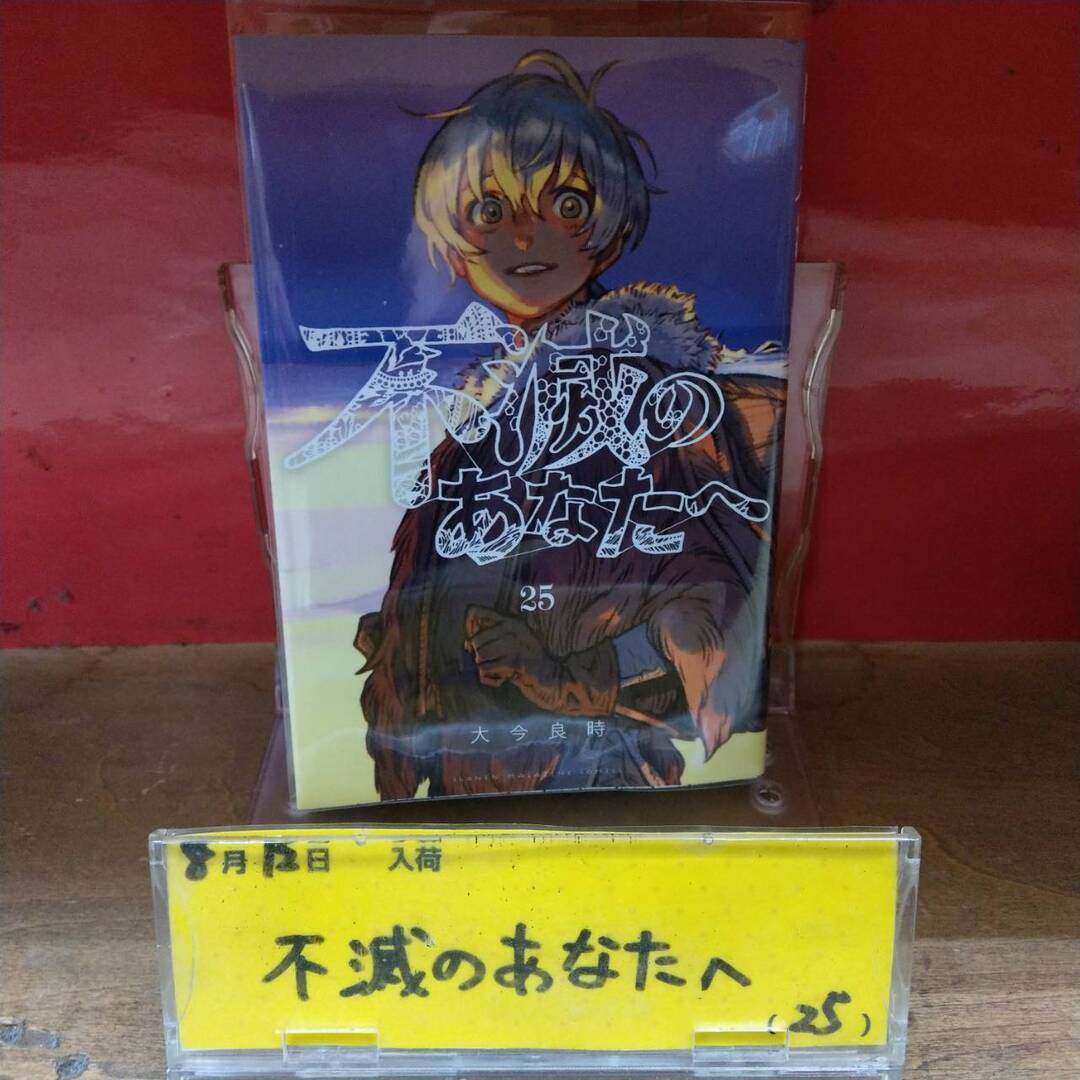 不滅の
あなたへ
25
大今良時
8月12日 入荷
不滅のあなたへ
(25)